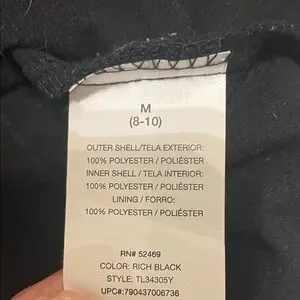 M
(8-10)
OUTER SHELL/TELA EXTERIOR:
100% POLYESTER / POLIÉSTER
INNER SHELL / TELA INTERIOR:
100% POLYESTER / POLIÉSTER
LINING / FORRO:
100% POLYESTER / POLIÉSTER
RN# 52469
COLOR: RICH BLACK
STYLE: TL34305Y
UPC#:790437006736